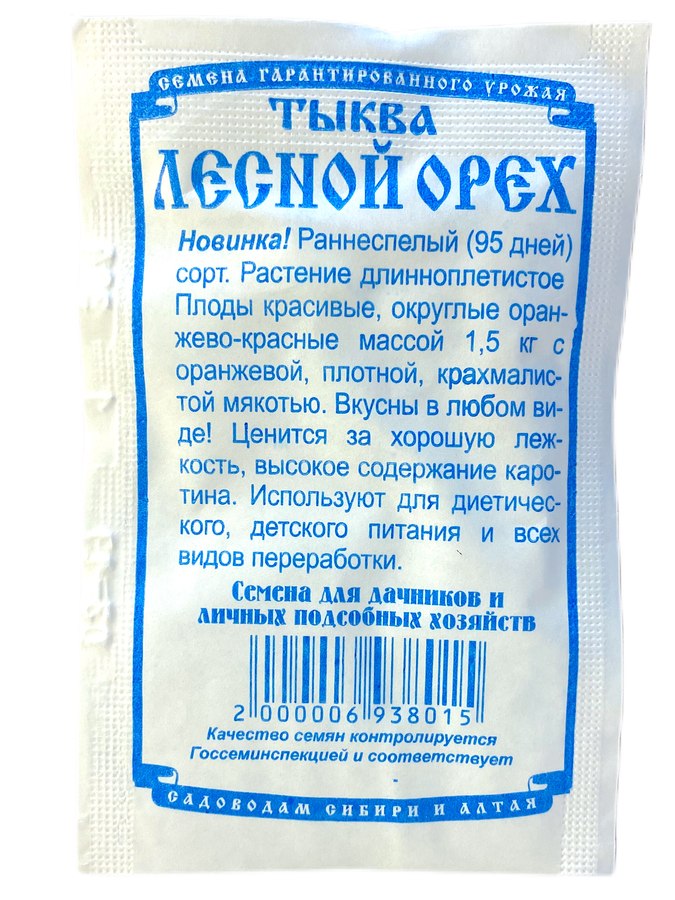 СЕМЕНА ГАРАНТИРОВАННОГО УРОЖАЯ
ТЫКВА
ЛЕСНОЙ ОРЕХ
Новинка! Раннеспелый (95 дней)
сорт. Растение длинноплетистое
Плоды красивые, округлые оран-
жево-красные массой 1,5 кг с
оранжевой, плотной, крахмалис-
той мякотью. Вкусны в любом ви-
де! Ценится за хорошую леж-
кость, высокое содержание каро-
тина. Используют для диетичес-
кого, детского питания и всех
видов переработки.
Семена для дачников и
личных подсобных хозяйств
2 000006 938015
Качество семян контролируется
Госсеминспекцией и соответствует
САДОВОДАМ СИБИРИ И АЛТАЯ